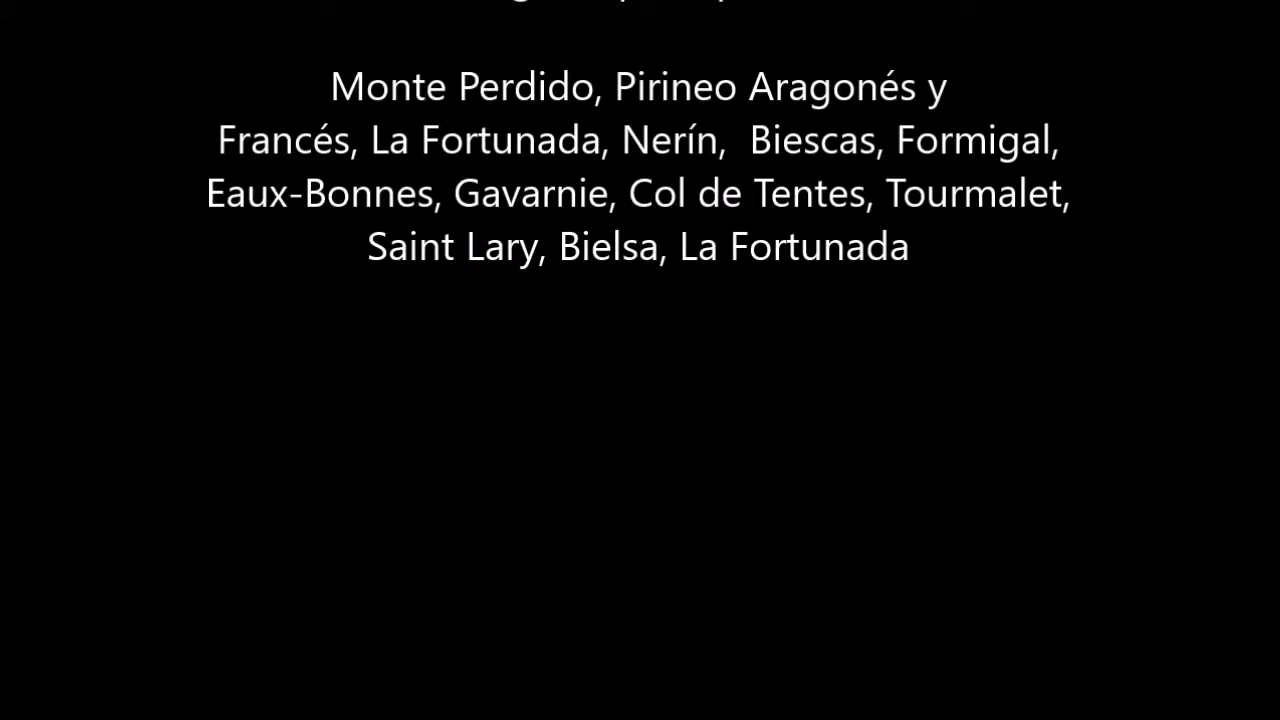 Monte Perdido, Pirineo Aragonés y
Francés, La Fortunada, Nerín,  Biescas, Formigal,
Eaux-Bonnes, Gavarnie, Col de Tentes, Tourmalet,
Saint Lary, Bielsa, La Fortunada